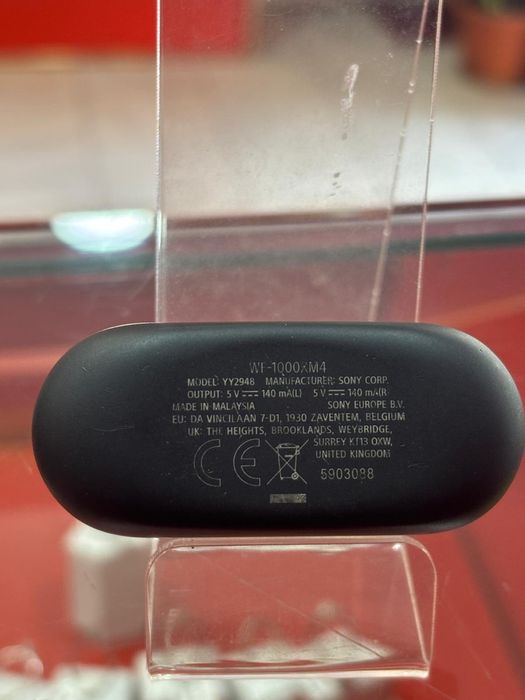 WF-1000XM4
MODEL: YY2948 MANUFACTURER: SONY CORP.
OUTPUT: 5 V ⎓ 140 mA(L) 5 V ⎓ 140 mA(R)
MADE IN MALAYSIA SONY EUROPE B.V.
EU: DA VINCILAAN 7-D1, 1930 ZAVENTEM, BELGIUM
UK: THE HEIGHTS, BROOKLANDS, WEYBRIDGE,
SURREY KT13 0XW,
UNITED KINGDOM
CE 5903088